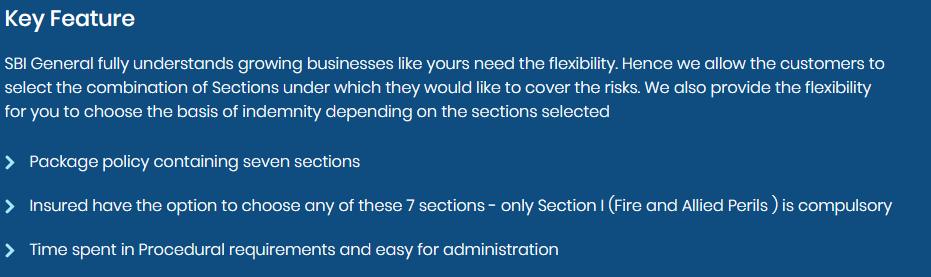 Key Feature
SBI General fully understands growing businesses like yours need the flexibility. Hence we allow the customers to
select the combination of Sections under which they would like to cover the risks. We also provide the flexibility
for you to choose the basis of indemnity depending on the sections selected
Package policy containing seven sections
Insured have the option to choose any of these 7 sections - only Section I (Fire and Allied Perils ) is compulsory
Time spent in Procedural requirements and easy for administration